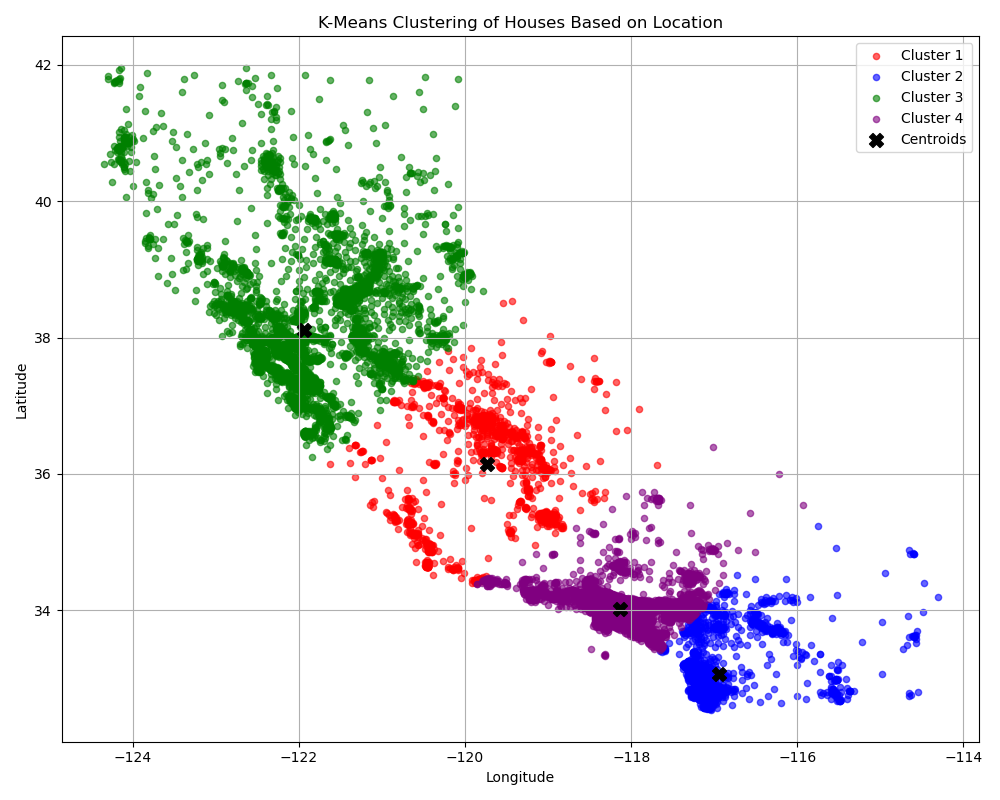 K-Means Clustering of Houses Based on Location
Cluster 1
Cluster 2
Cluster 3
Cluster 4
Centroids
42
40
38
36
34
Latitude
−124
−122
−120
−118
−116
−114
Longitude